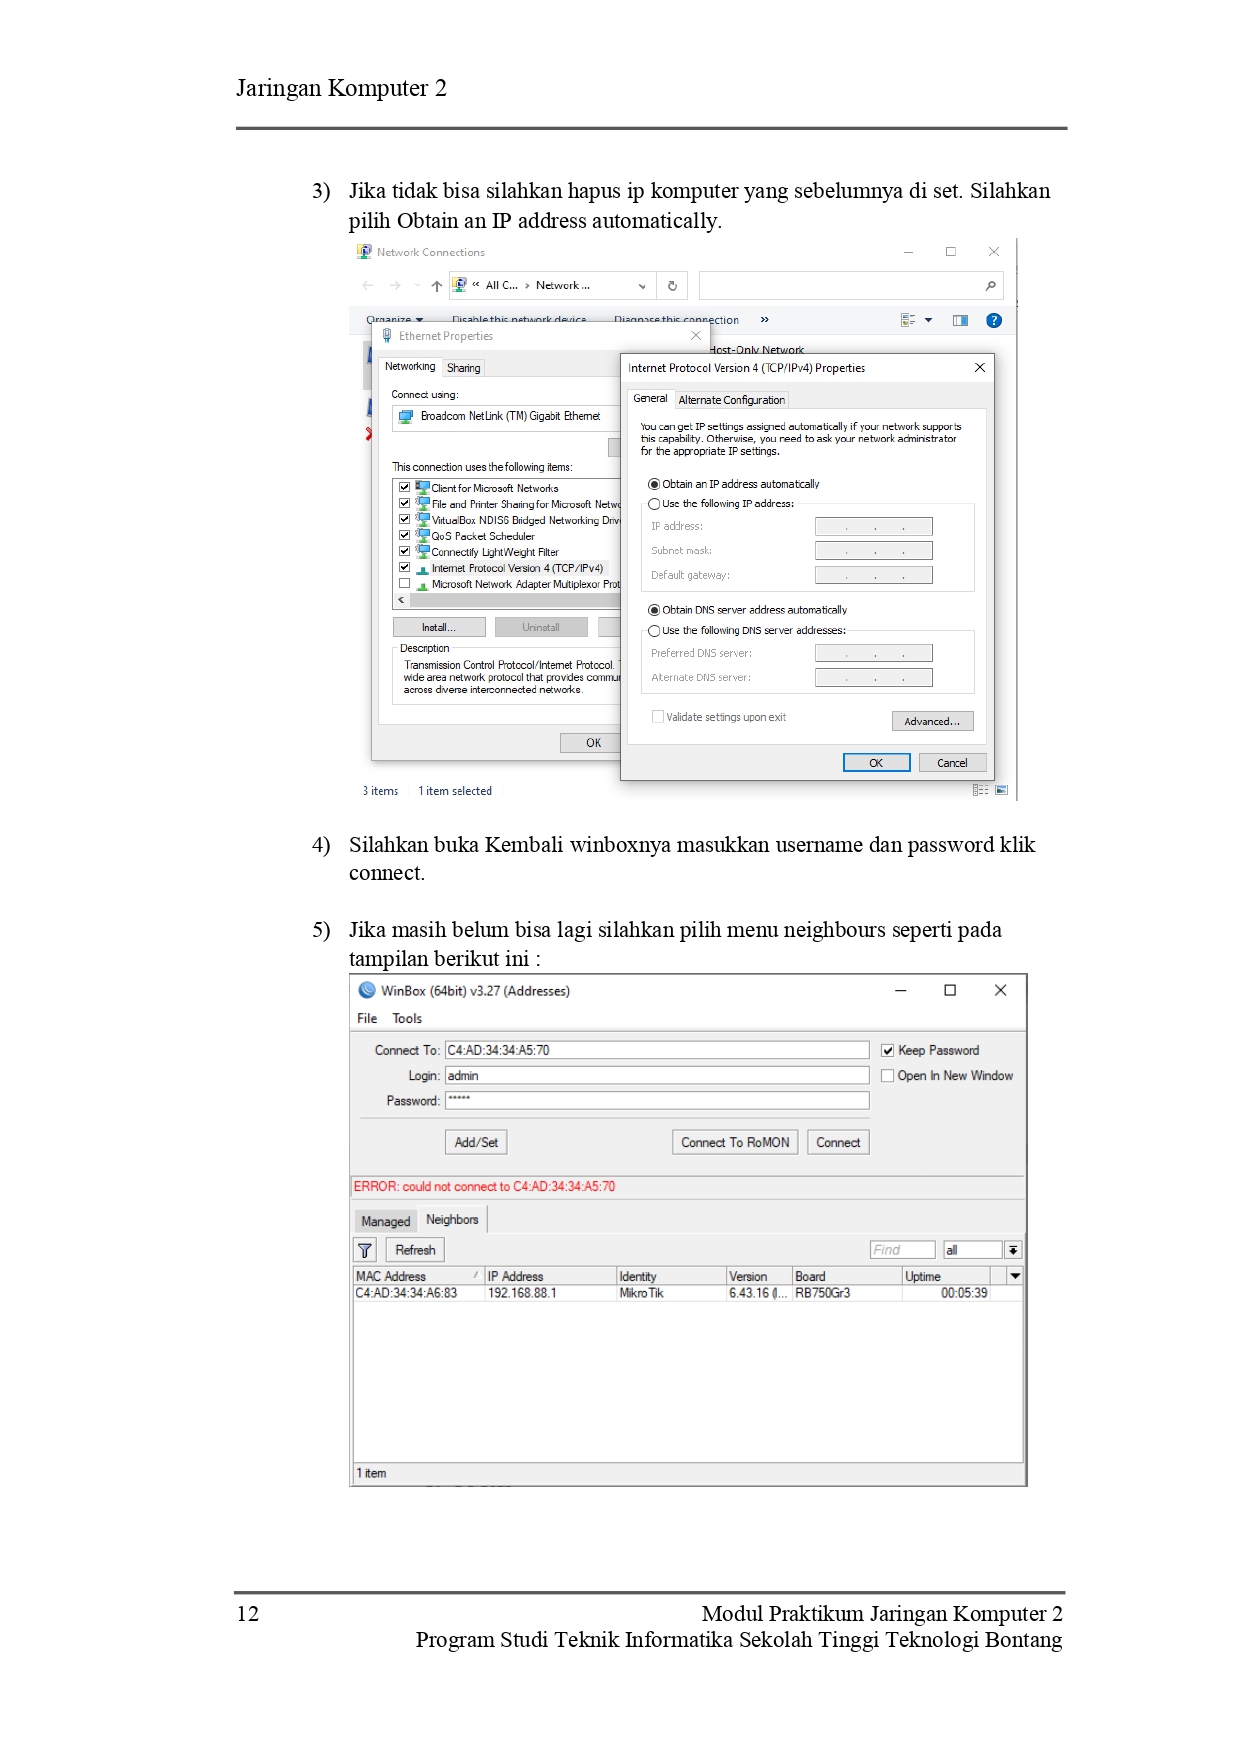 Jaringan Komputer 2
3) Jika tidak bisa silahkan hapus ip komputer yang sebelumnya di set. Silahkan
pilih Obtain an IP address automatically.
Network Connections
« All C... › Network ...
Organize Disable this network device Diagnose this connection »
Ethernet Properties
Host-Only Network
Networking Sharing
Connect using:
Broadcom NetLink (TM) Gigabit Ethernet
This connection uses the following items:
Client for Microsoft Networks
File and Printer Sharing for Microsoft Netwo
VirtualBox NDIS6 Bridged Networking Driv
QoS Packet Scheduler
Connectify LightWeight Filter
Internet Protocol Version 4 (TCP/IPv4)
Microsoft Network Adapter Multiplexor Prot
Install... Uninstall
Description
Transmission Control Protocol/Internet Protocol.
wide area network protocol that provides commu
across diverse interconnected networks.
OK
Internet Protocol Version 4 (TCP/IPv4) Properties
General Alternate Configuration
You can get IP settings assigned automatically if your network supports
this capability. Otherwise, you need to ask your network administrator
for the appropriate IP settings.
Obtain an IP address automatically
Use the following IP address:
IP address:
Subnet mask:
Default gateway:
Obtain DNS server address automatically
Use the following DNS server addresses:
Preferred DNS server:
Alternate DNS server:
Validate settings upon exit
Advanced...
OK Cancel
3 items 1 item selected
4) Silahkan buka Kembali winboxnya masukkan username dan password klik
connect.
5) Jika masih belum bisa lagi silahkan pilih menu neighbours seperti pada
tampilan berikut ini :
WinBox (64bit) v3.27 (Addresses)
File Tools
Connect To: C4:AD:34:34:A5:70 Keep Password
Login: admin Open In New Window
Password: *****
Add/Set Connect To RoMON Connect
ERROR: could not connect to C4:AD:34:34:A5:70
Managed Neighbors
Refresh Find all
MAC Address IP Address Identity Version Board Uptime
C4:AD:34:34:A6:83 192.168.88.1 MikroTik 6.43.16 (l... RB750Gr3 00:05:39
1 item
12 Modul Praktikum Jaringan Komputer 2
Program Studi Teknik Informatika Sekolah Tinggi Teknologi Bontang